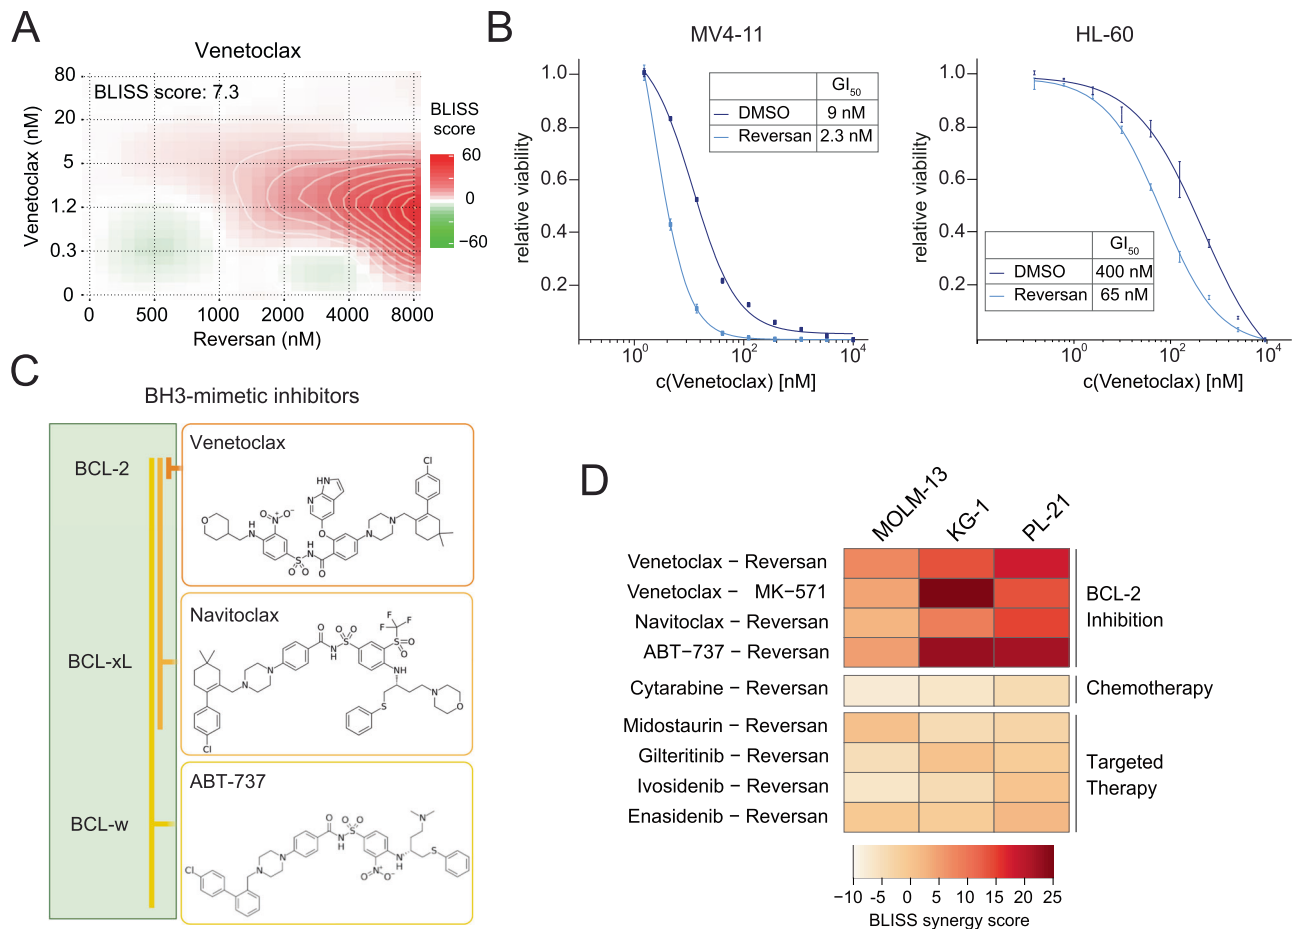 A
Venetoclax
BLISS score: 7.3
80
20
5
1.2
0.3
0
Venetoclax (nM)
0 500 1000 2000 4000 8000
Reversan (nM)
BLISS
score
60
0
−60
B
MV4-11
1.0
0.8
0.6
0.4
0.2
relative viability
GI50
DMSO 9 nM
Reversan 2.3 nM
10^0 10^2 10^4
c(Venetoclax) [nM]
HL-60
1.0
0.8
0.6
0.4
0.2
relative viability
GI50
DMSO 400 nM
Reversan 65 nM
10^0 10^2 10^4
c(Venetoclax) [nM]
C
BH3-mimetic inhibitors
BCL-2
BCL-xL
BCL-w
Venetoclax
Navitoclax
ABT-737
D
MOLM-13 KG-1 PL-21
Venetoclax − Reversan
Venetoclax − MK−571
Navitoclax − Reversan
ABT−737 − Reversan
BCL-2
Inhibition
Cytarabine − Reversan
Chemotherapy
Midostaurin − Reversan
Gilteritinib − Reversan
Ivosidenib − Reversan
Enasidenib − Reversan
Targeted
Therapy
−10 -5 0 5 10 15 20 25
BLISS synergy score